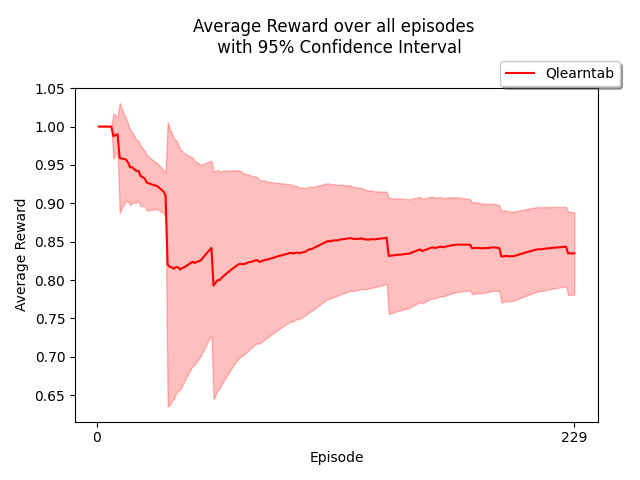 Average Reward over all episodes
with 95% Confidence Interval
Qlearntab
1.05
1.00
0.95
0.90
0.85
0.80
0.75
0.70
0.65
Average Reward
0
229
Episode